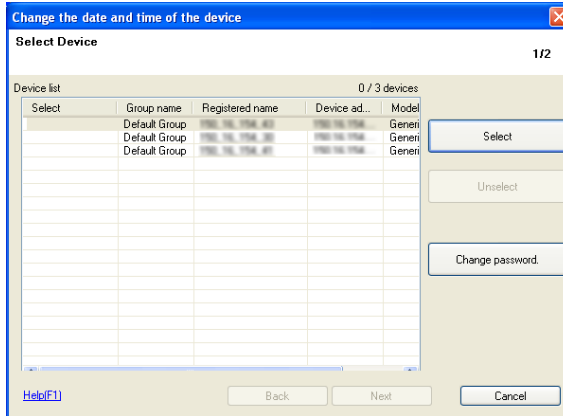 Change the date and time of the device
Select Device
1/2
Device list
0 / 3 devices
Select Group name Registered name Device ad... Model
Default Group Generi
Default Group Generi
Default Group Generi
Select
Unselect
Change password.
Help(F1)
Back
Next
Cancel